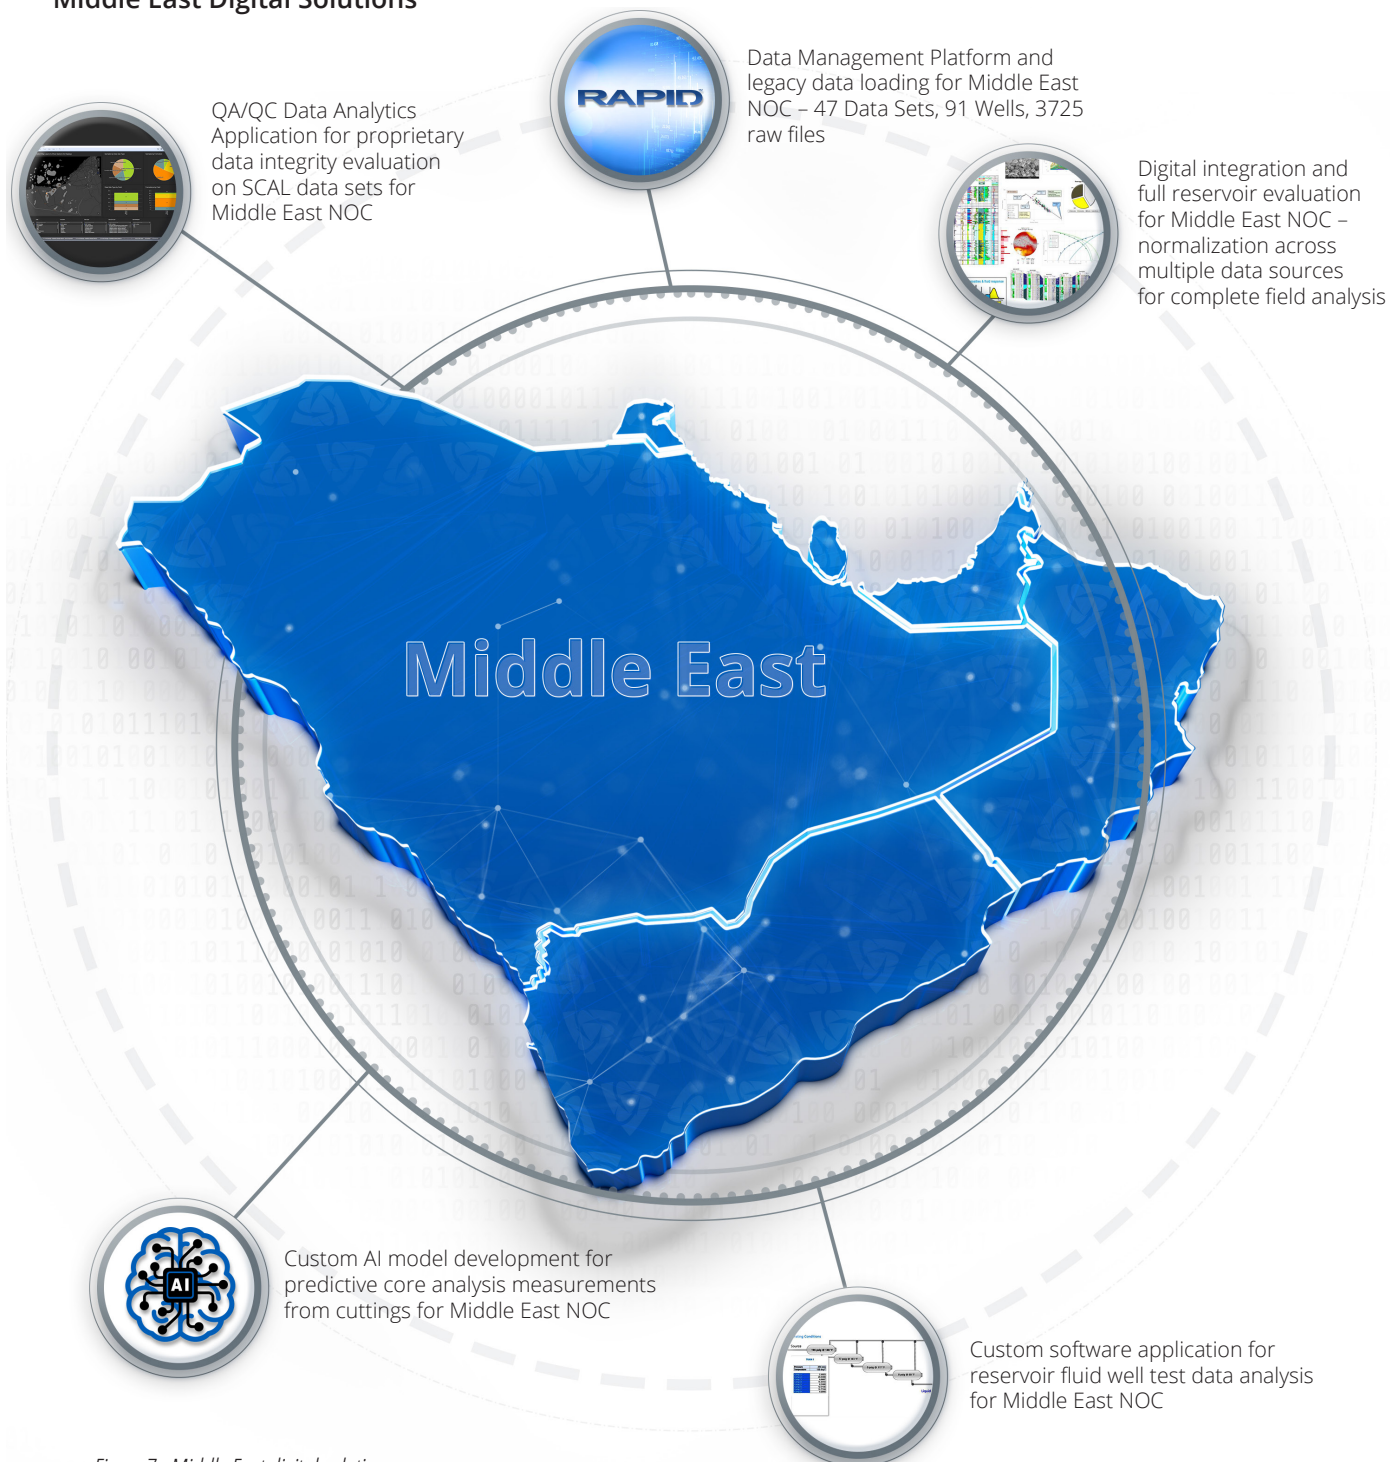 Middle East Digital Solutions
RAPID
Data Management Platform and
legacy data loading for Middle East
NOC – 47 Data Sets, 91 Wells, 3725
raw files
QA/QC Data Analytics
Application for proprietary
data integrity evaluation
on SCAL data sets for
Middle East NOC
Digital integration and
full reservoir evaluation
for Middle East NOC –
normalization across
multiple data sources
for complete field analysis
Middle East
AI
Custom AI model development for
predictive core analysis measurements
from cuttings for Middle East NOC
Custom software application for
reservoir fluid well test data analysis
for Middle East NOC